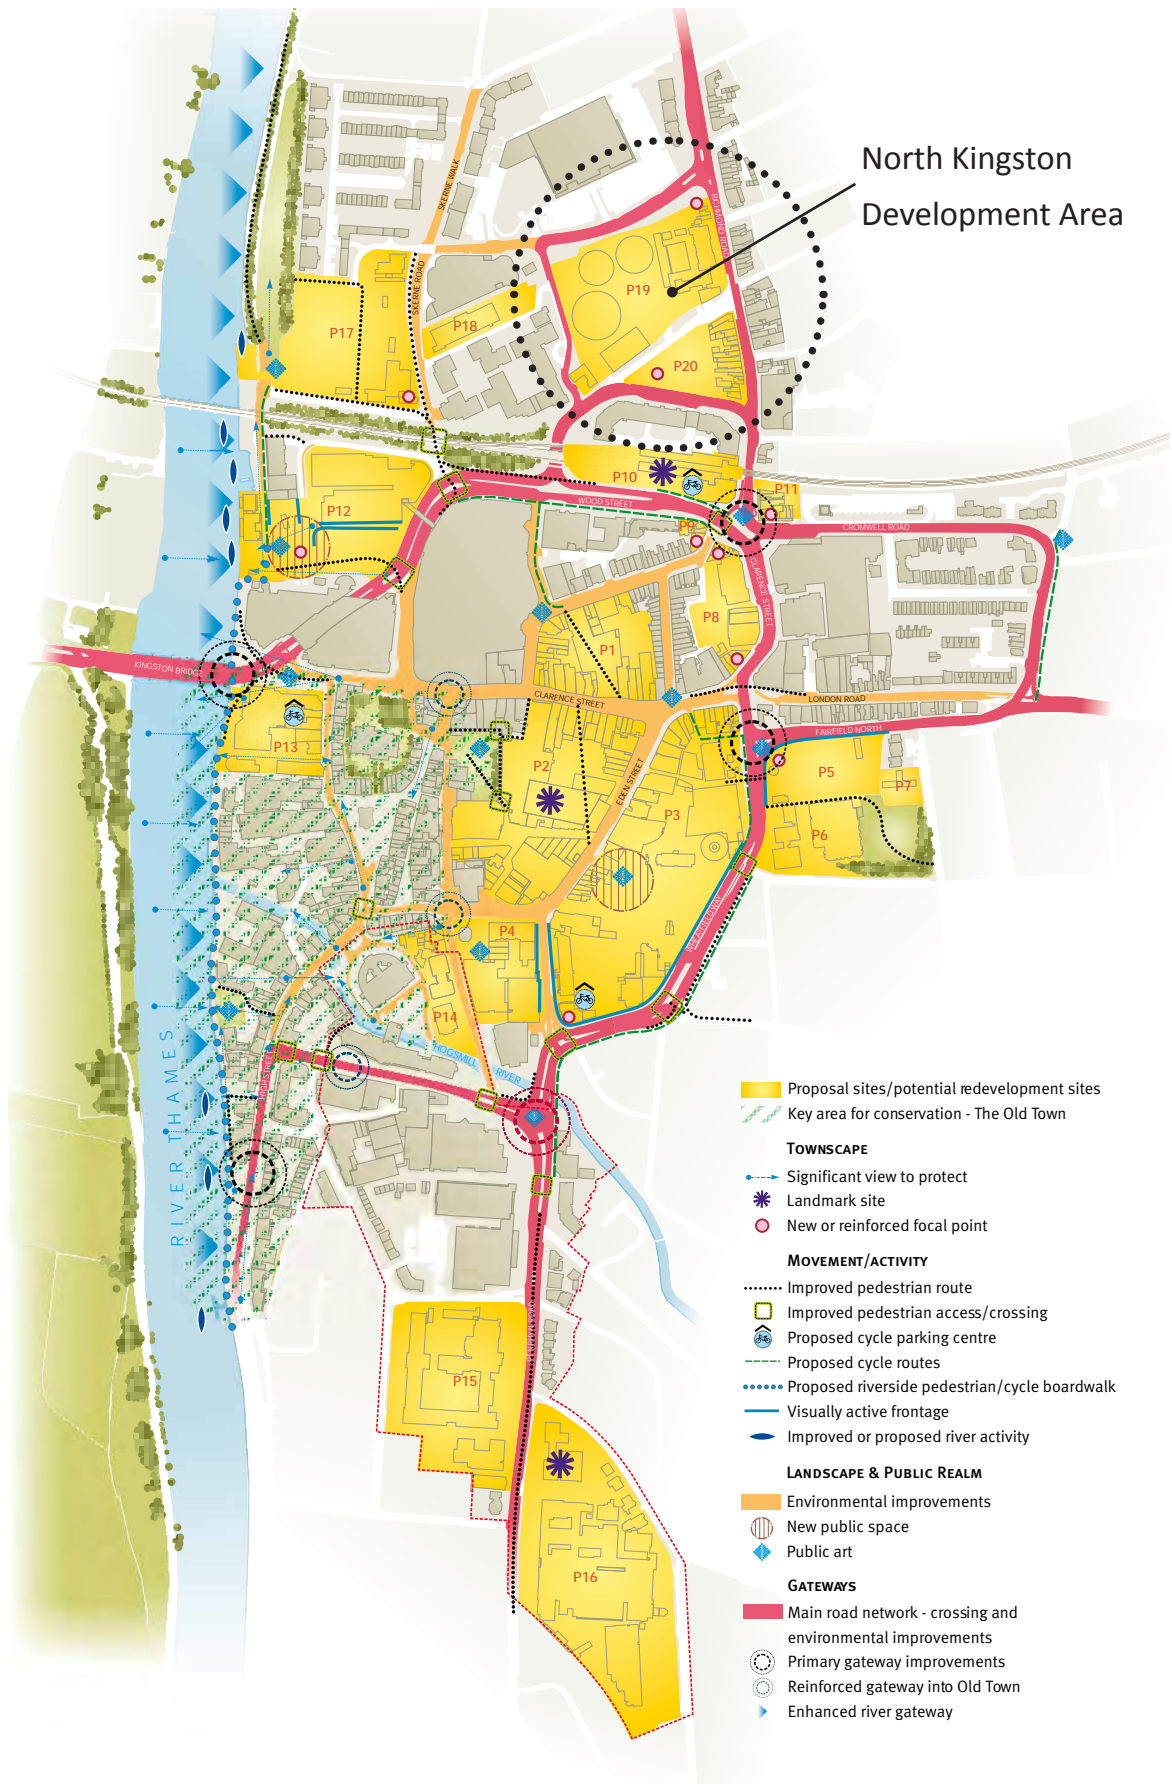 North Kingston
Development Area
SKERNE WALK
RICHMOND ROAD
SKERNE ROAD
P19
P17
P18
P20
P10
P11
P12
WOOD STREET
P9
CROMWELL ROAD
CLARENCE STREET
P8
P1
KINGSTON BRIDGE
CLARENCE STREET
LONDON ROAD
FAIRFIELD NORTH
P13
P2
P5
P7
EDEN STREET
P3
P6
WHEATFIELD WAY
P4
P14
HOGSMILL RIVER
RIVER THAMES
HIGH STREET
P15
P16
Proposal sites/potential redevelopment sites
Key area for conservation - The Old Town
TOWNSCAPE
Significant view to protect
Landmark site
New or reinforced focal point
MOVEMENT/ACTIVITY
Improved pedestrian route
Improved pedestrian access/crossing
Proposed cycle parking centre
Proposed cycle routes
Proposed riverside pedestrian/cycle boardwalk
Visually active frontage
Improved or proposed river activity
LANDSCAPE & PUBLIC REALM
Environmental improvements
New public space
Public art
GATEWAYS
Main road network - crossing and
environmental improvements
Primary gateway improvements
Reinforced gateway into Old Town
Enhanced river gateway